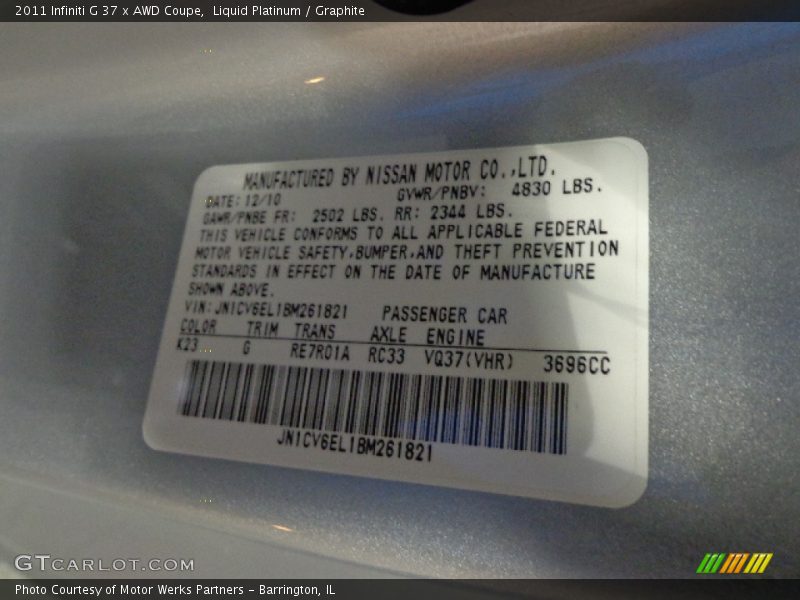 2011 Infiniti G 37 x AWD Coupe,  Liquid Platinum / Graphite
MANUFACTURED BY NISSAN MOTOR CO.,LTD.
DATE: 12/10 GVWR/PNBV: 4830 LBS.
GAWR/PNBE FR: 2502 LBS. RR: 2344 LBS.
THIS VEHICLE CONFORMS TO ALL APPLICABLE FEDERAL
MOTOR VEHICLE SAFETY,BUMPER,AND THEFT PREVENTION
STANDARDS IN EFFECT ON THE DATE OF MANUFACTURE
SHOWN ABOVE.
VIN:JN1CV6EL1BM261821 PASSENGER CAR
COLOR TRIM TRANS AXLE ENGINE
K23 G RE7R01A RC33 VQ37(VHR) 3696CC
JN1CV6EL1BM261821
GTCARLOT.COM
Photo Courtesy of Motor Werks Partners - Barrington, IL